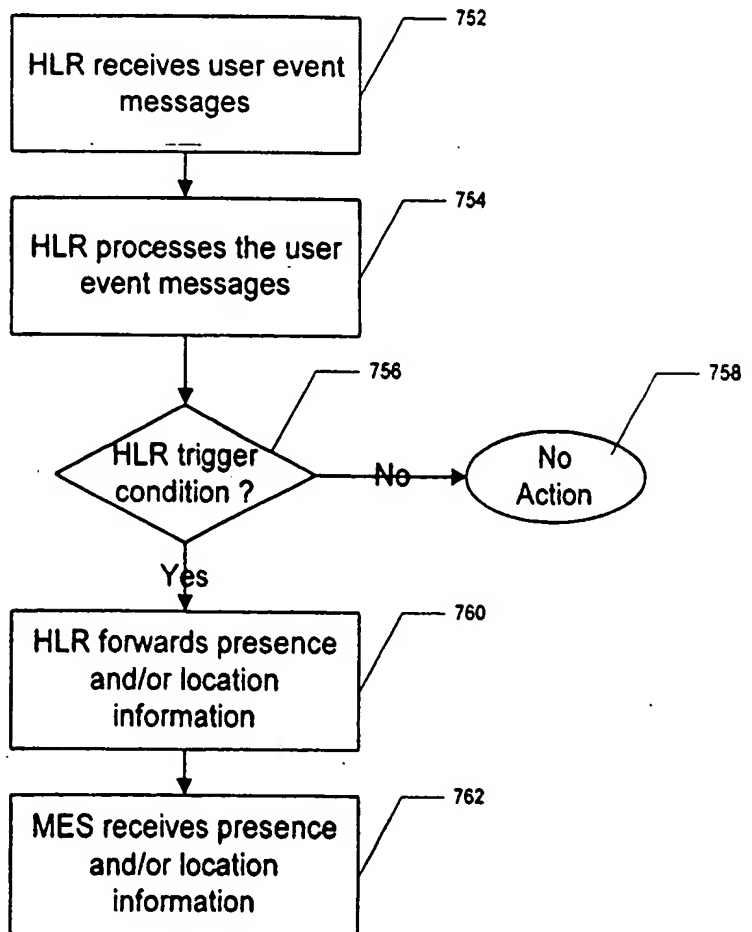 752
HLR receives user event
messages
754
HLR processes the user
event messages
756
758
HLR trigger
condition ?
No
No
Action
Yes
760
HLR forwards presence
and/or location
information
762
MES receives presence
and/or location
information